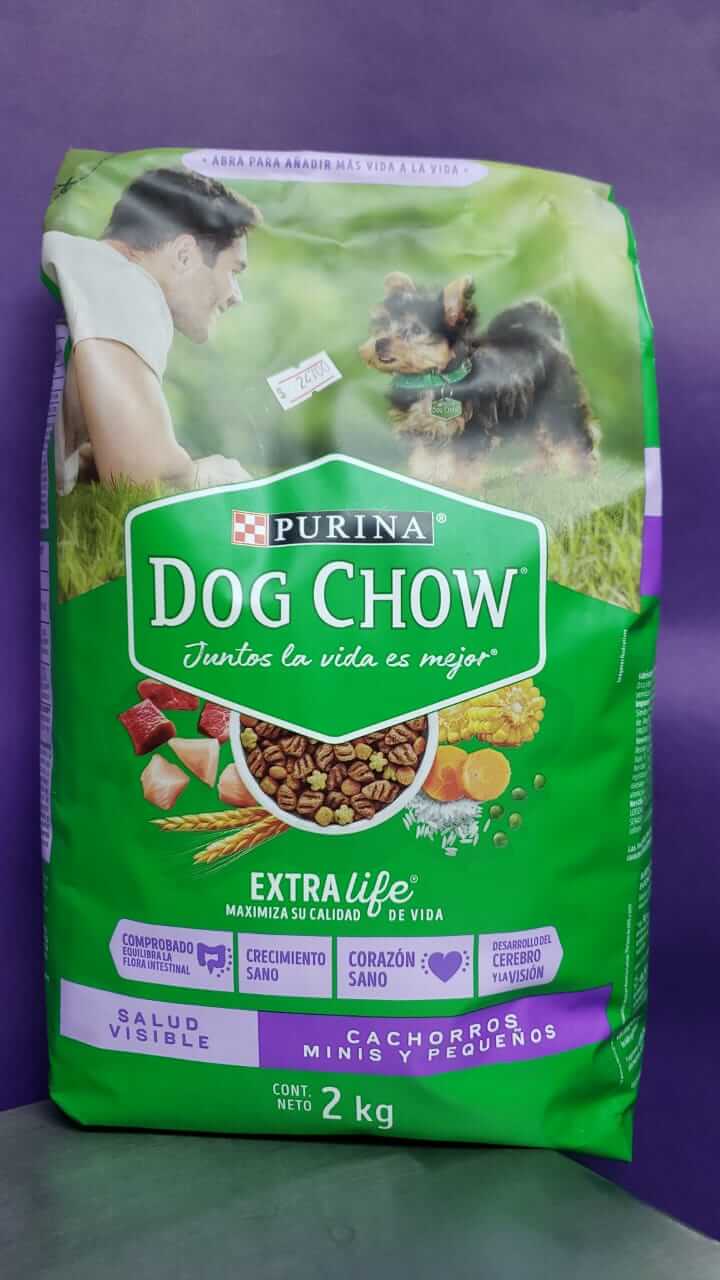 • ABRA PARA AÑADIR MÁS VIDA A LA VIDA •
$ 24700
PURINA®
DOG CHOW®
Juntos la vida es mejor®
EXTRA life®
MAXIMIZA SU CALIDAD DE VIDA
COMPROBADO
EQUILIBRA LA
FLORA INTESTINAL
CRECIMIENTO
SANO
CORAZÓN
SANO
DESARROLLO DEL
CEREBRO
Y LA VISIÓN
SALUD
VISIBLE
CACHORROS
MINIS Y PEQUEÑOS
CONT.
NETO
2 kg